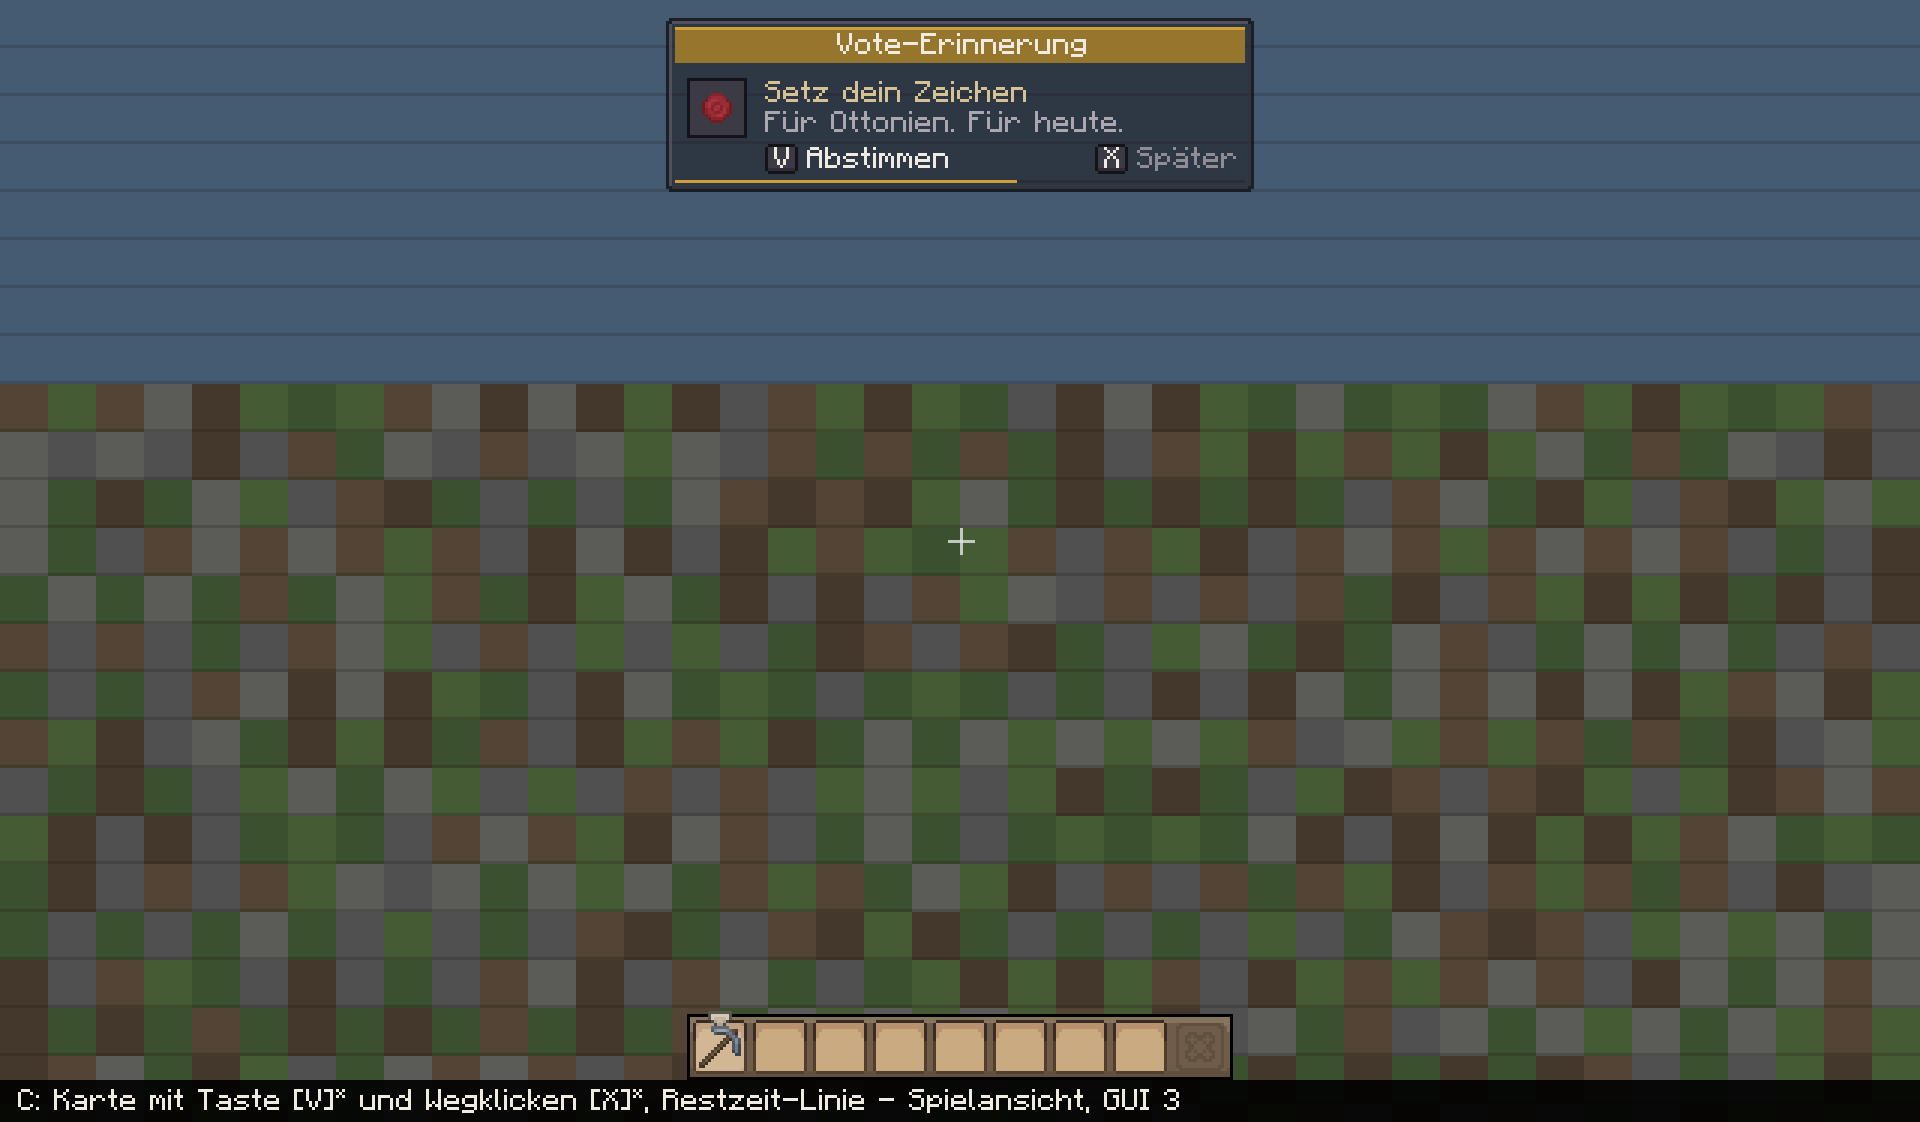 Vote-Erinnerung
Setz dein Zeichen
Für Ottonien. Für heute.
V Abstimmen X Später
C: Karte mit Taste [V]* und Wegklicken [X]*, Restzeit-Linie - Spielansicht, GUI 3